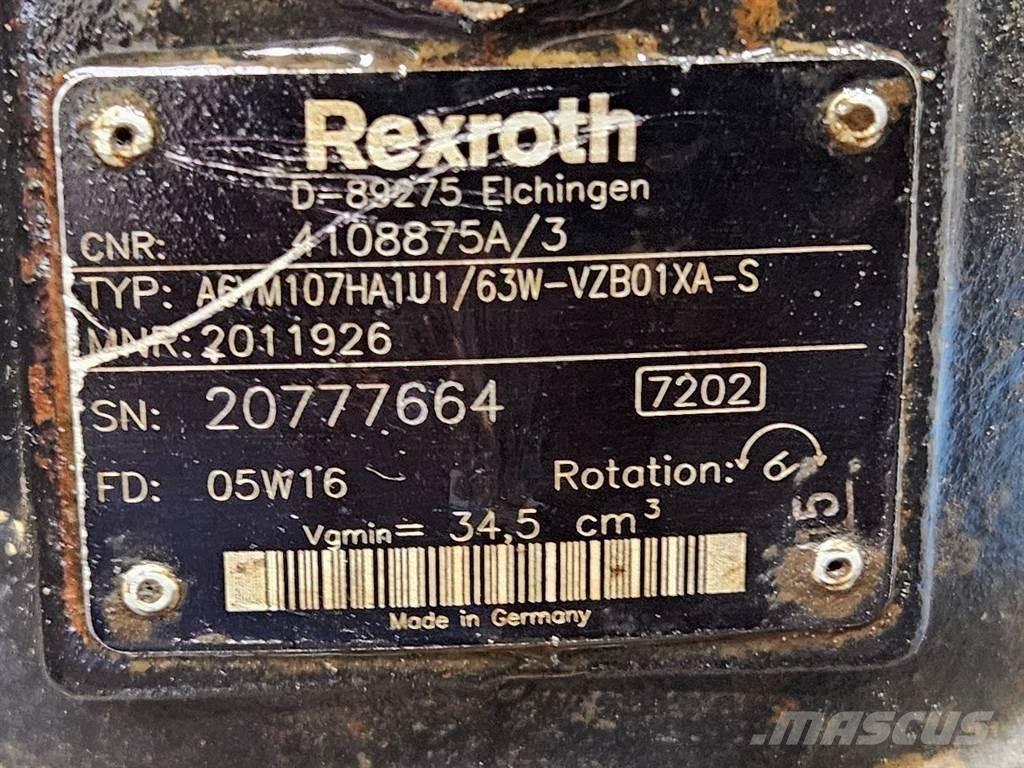 Rexroth
D-89275 Elchingen
CNR: 4108875A/3
TYP: A6VM107HA1U1/63W-VZB01XA-S
MNR: 2011926
SN: 20777664 7202
FD: 05W16 Rotation:
Vgmin= 34,5 cm³
Made in Germany
MASCUS